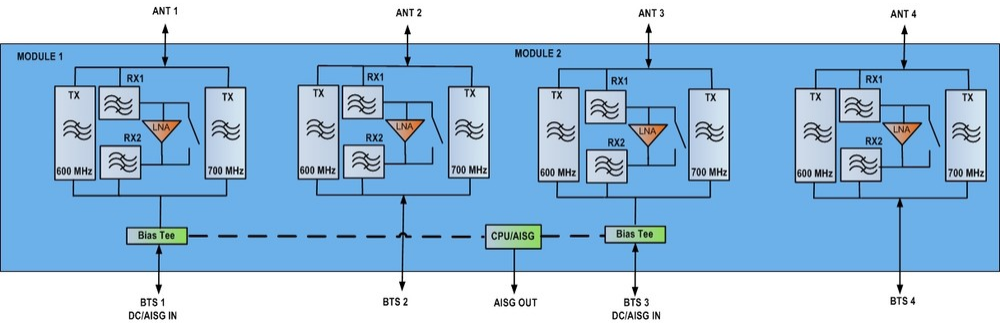 ANT 1
ANT 2
ANT 3
ANT 4
MODULE 1
MODULE 2
TX
RX1
TX
LNA
RX2
600 MHz
700 MHz
TX
RX1
TX
LNA
RX2
600 MHz
700 MHz
TX
RX1
TX
LNA
RX2
600 MHz
700 MHz
TX
RX1
TX
LNA
RX2
600 MHz
700 MHz
Bias Tee
CPU/AISG
Bias Tee
BTS 1
DC/AISG IN
BTS 2
AISG OUT
BTS 3
DC/AISG IN
BTS 4